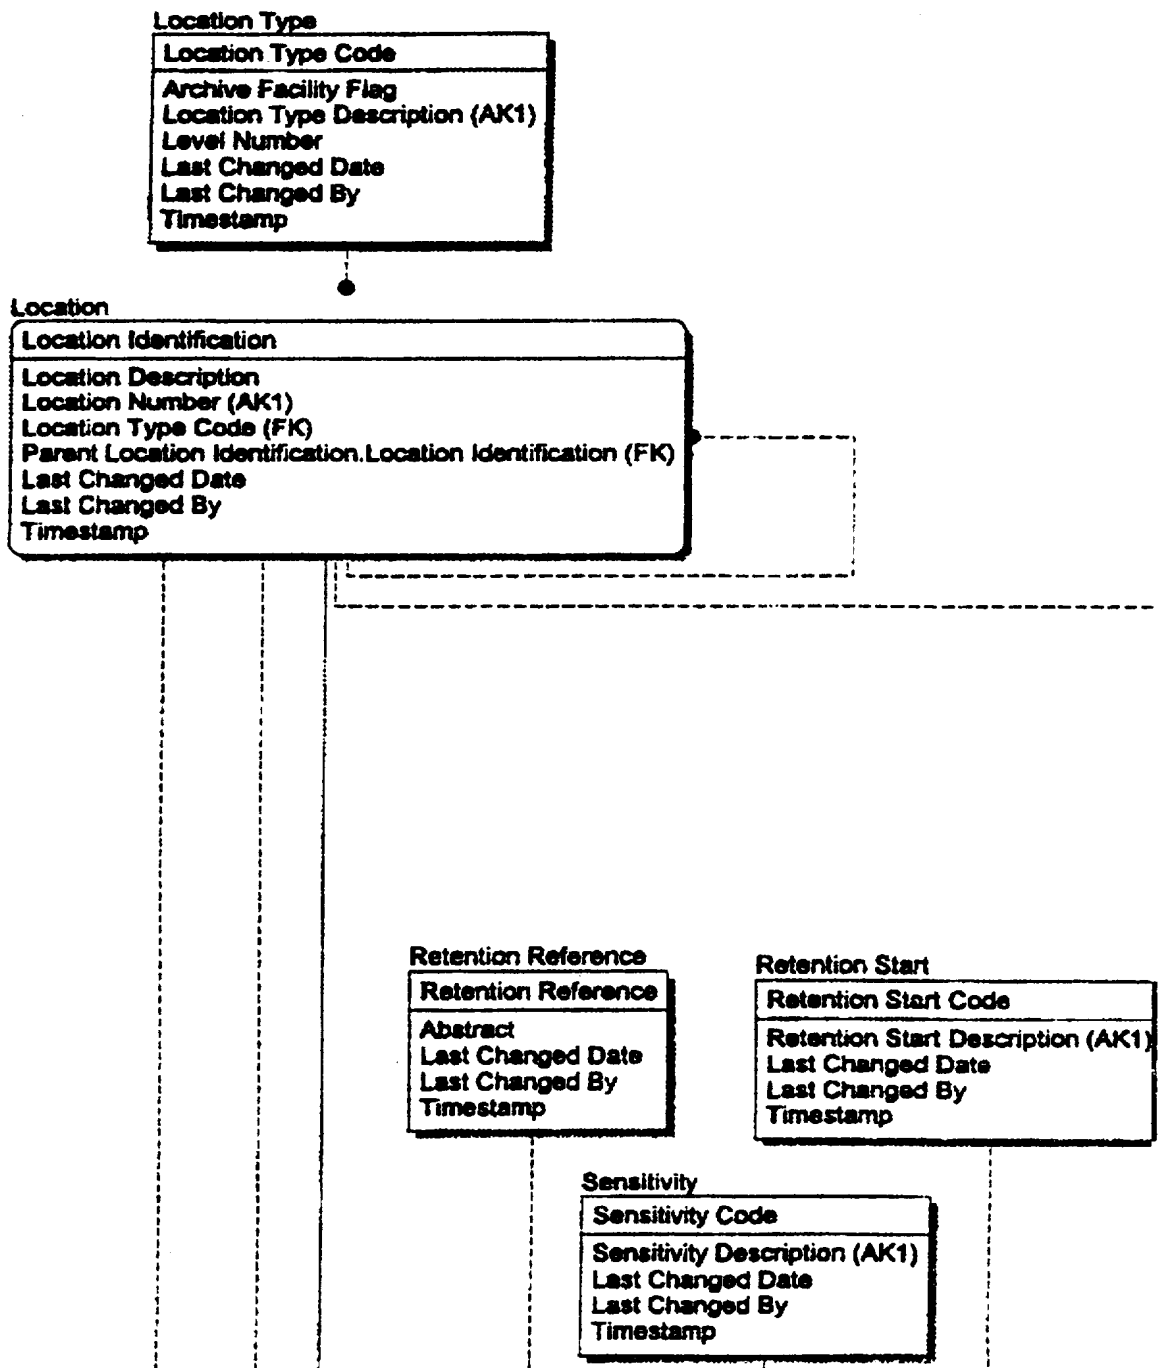 Location Type
Location Type Code
Archive Facility Flag
Location Type Description (AK1)
Level Number
Last Changed Date
Last Changed By
Timestamp
Location
Location Identification
Location Description
Location Number (AK1)
Location Type Code (FK)
Parent Location Identification.Location Identification (FK)
Last Changed Date
Last Changed By
Timestamp
Retention Reference
Retention Reference
Abstract
Last Changed Date
Last Changed By
Timestamp
Retention Start
Retention Start Code
Retention Start Description (AK1)
Last Changed Date
Last Changed By
Timestamp
Sensitivity
Sensitivity Code
Sensitivity Description (AK1)
Last Changed Date
Last Changed By
Timestamp